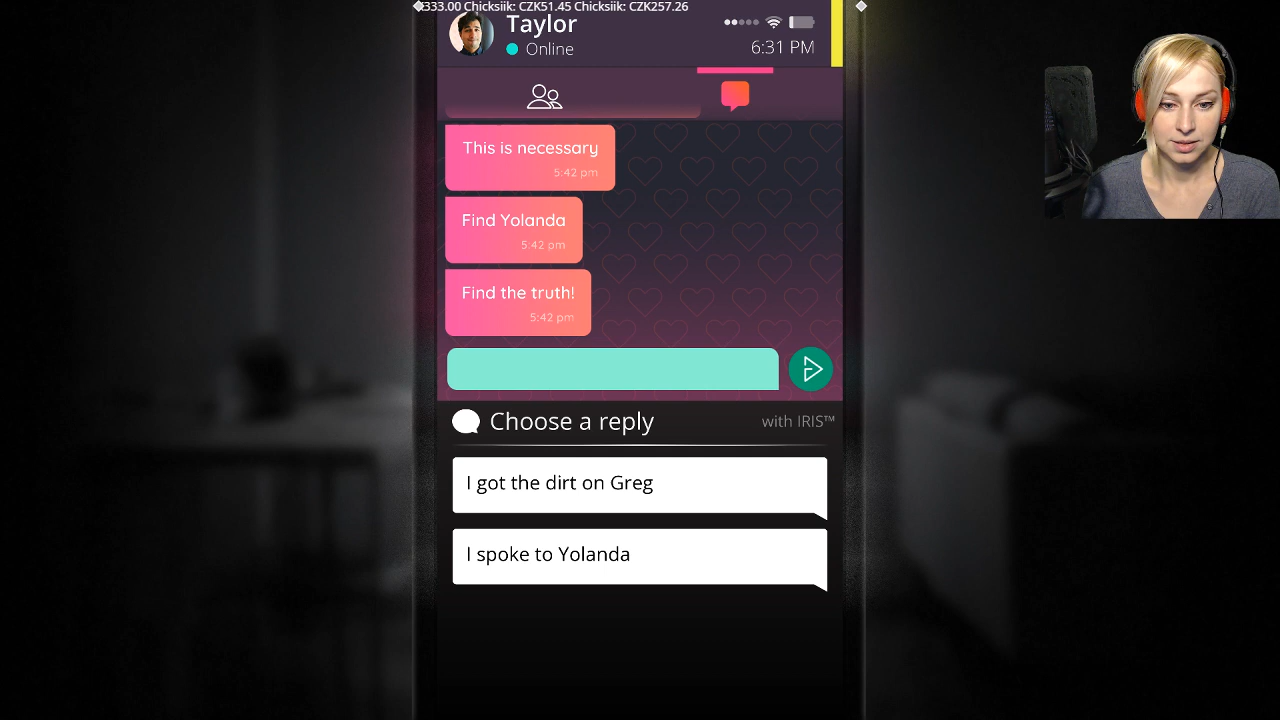 333.00 Chicksiik: CZK51.45 Chicksiik: CZK257.26
Taylor
Online
6:31 PM
This is necessary
5:42 pm
Find Yolanda
5:42 pm
Find the truth!
5:42 pm
Choose a reply
with IRIS™
I got the dirt on Greg
I spoke to Yolanda